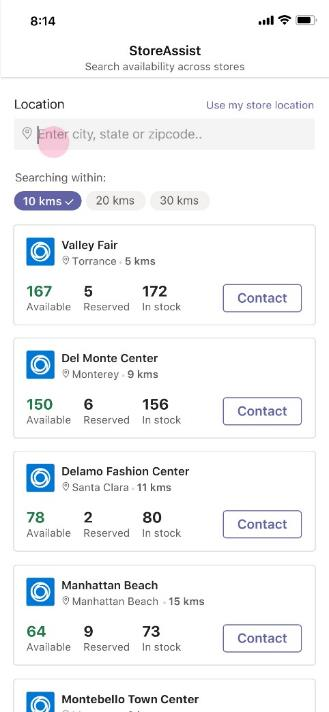 8:14
StoreAssist
Search availability across stores
Location
Use my store location
Enter city, state or zipcode..
Searching within:
10 kms
20 kms
30 kms
Valley Fair
Torrance · 5 kms
167 5 172
Available Reserved In stock
Contact
Del Monte Center
Monterey · 9 kms
150 6 156
Available Reserved In stock
Contact
Delamo Fashion Center
Santa Clara · 11 kms
78 2 80
Available Reserved In stock
Contact
Manhattan Beach
Manhattan Beach · 15 kms
64 9 73
Available Reserved In stock
Contact
Montebello Town Center